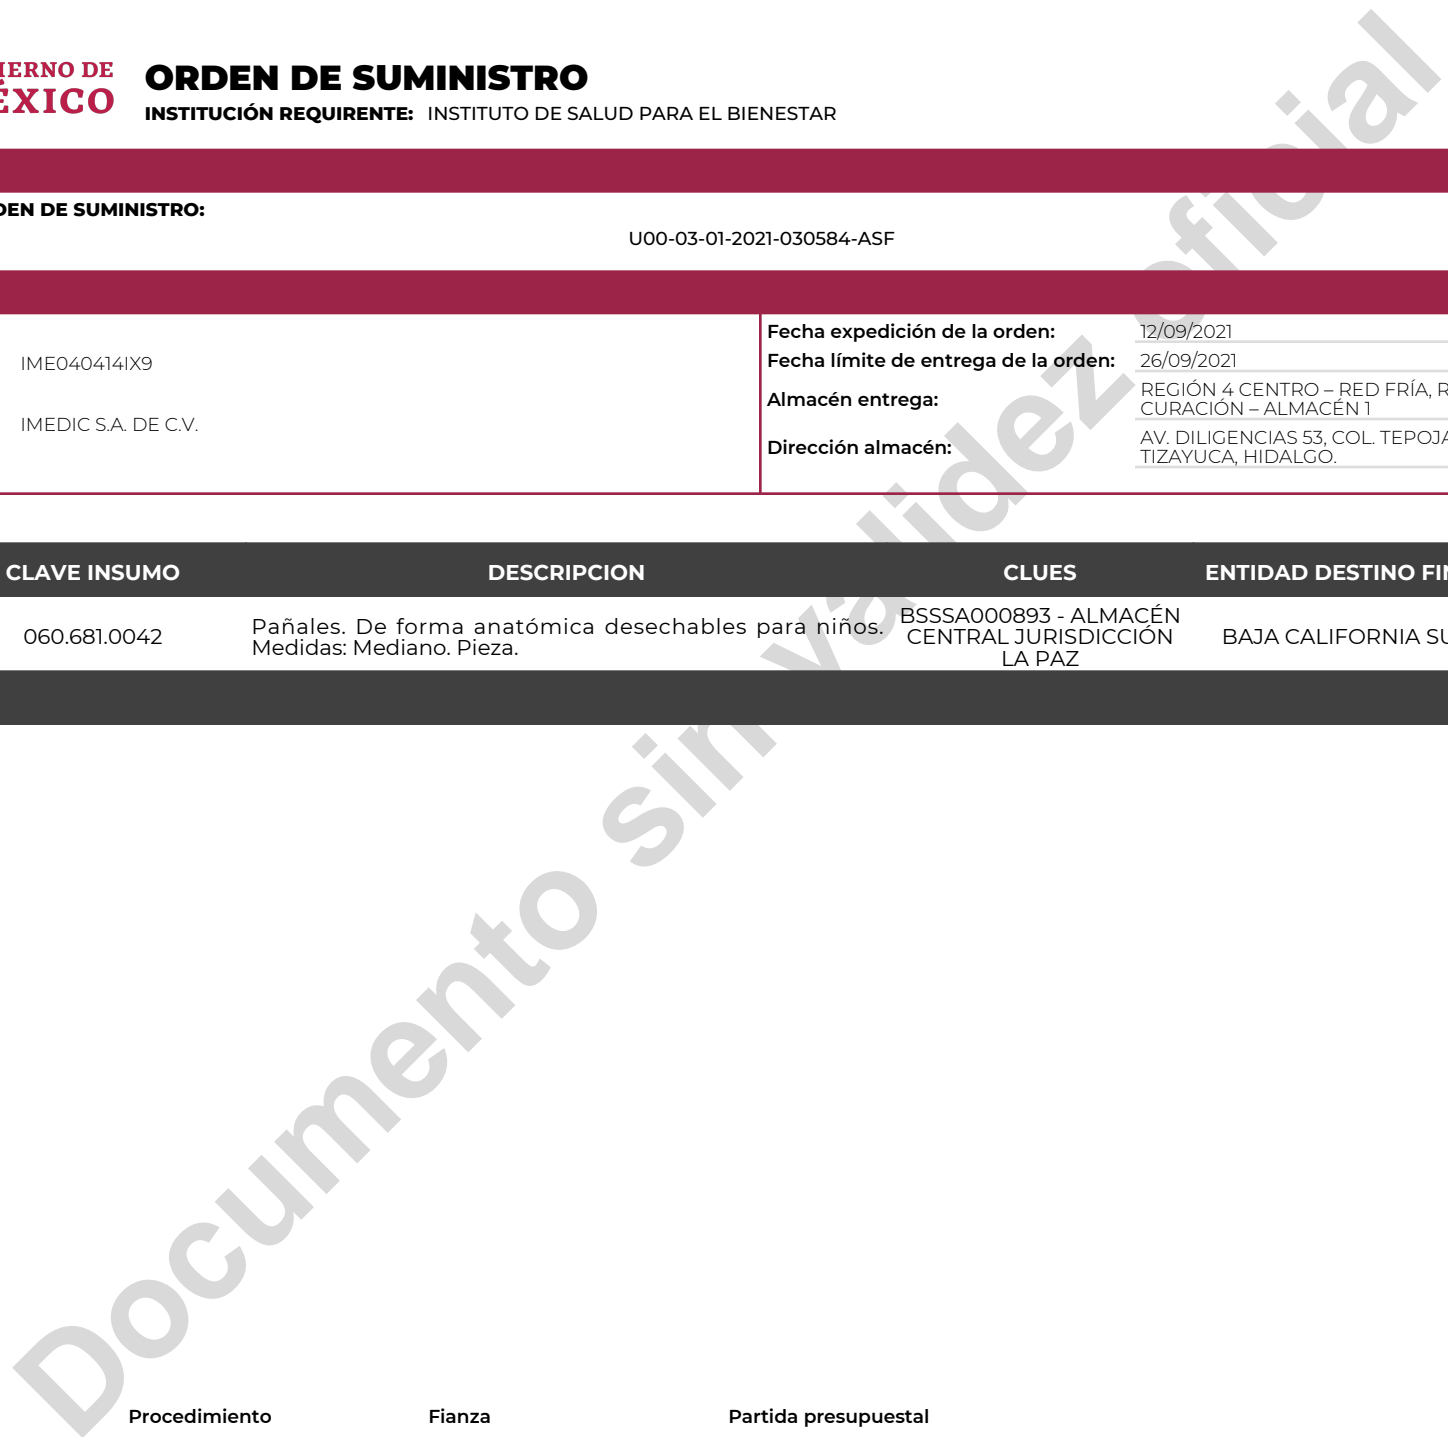 IERNO DE
ÉXICO
ORDEN DE SUMINISTRO
INSTITUCIÓN REQUIRENTE: INSTITUTO DE SALUD PARA EL BIENESTAR
DEN DE SUMINISTRO:
U00-03-01-2021-030584-ASF
IME040414IX9
IMEDIC S.A. DE C.V.
Fecha expedición de la orden: 12/09/2021
Fecha límite de entrega de la orden: 26/09/2021
Almacén entrega: REGIÓN 4 CENTRO – RED FRÍA, R
CURACIÓN – ALMACÉN 1
Dirección almacén: AV. DILIGENCIAS 53, COL. TEPOJA
TIZAYUCA, HIDALGO.
CLAVE INSUMO DESCRIPCION CLUES ENTIDAD DESTINO FIN
060.681.0042
Pañales. De forma anatómica desechables para niños.
Medidas: Mediano. Pieza.
BSSSA000893 - ALMACÉN
CENTRAL JURISDICCIÓN
LA PAZ
BAJA CALIFORNIA SU
Documento sin validez oficial
Procedimiento Fianza Partida presupuestal